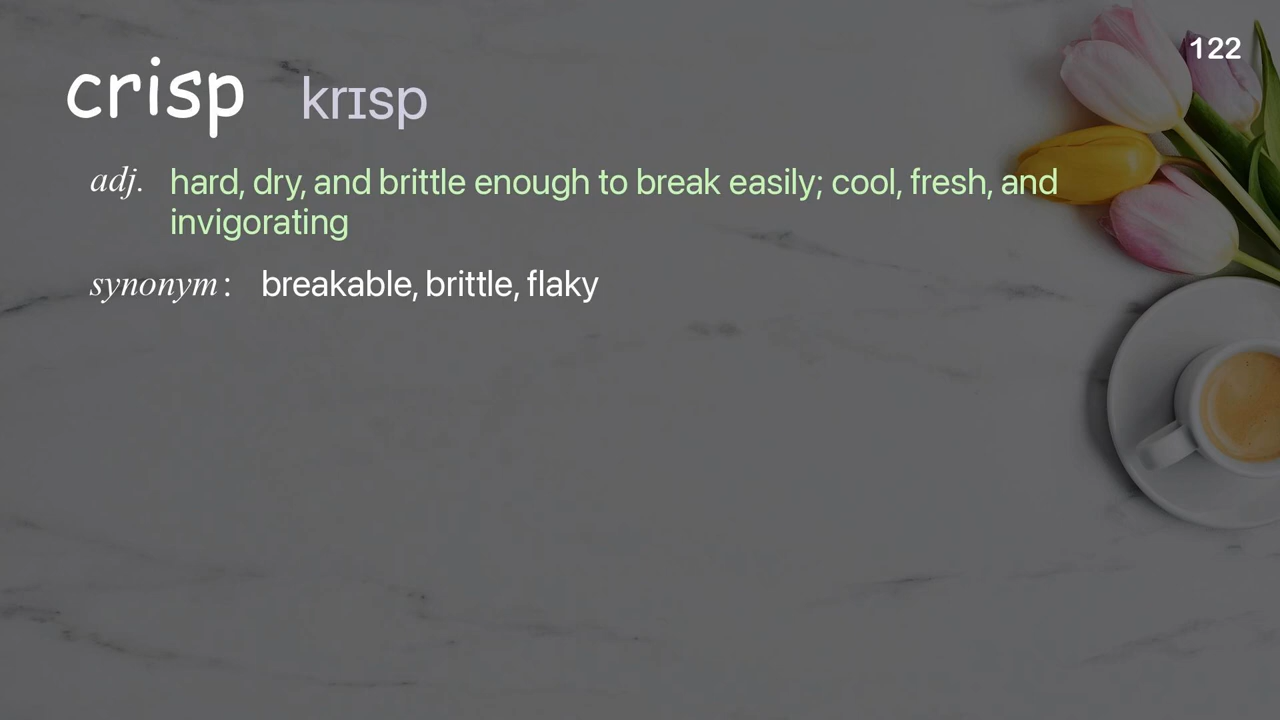 122
crisp krɪsp
adj. hard, dry, and brittle enough to break easily; cool, fresh, and
invigorating
synonym : breakable, brittle, flaky